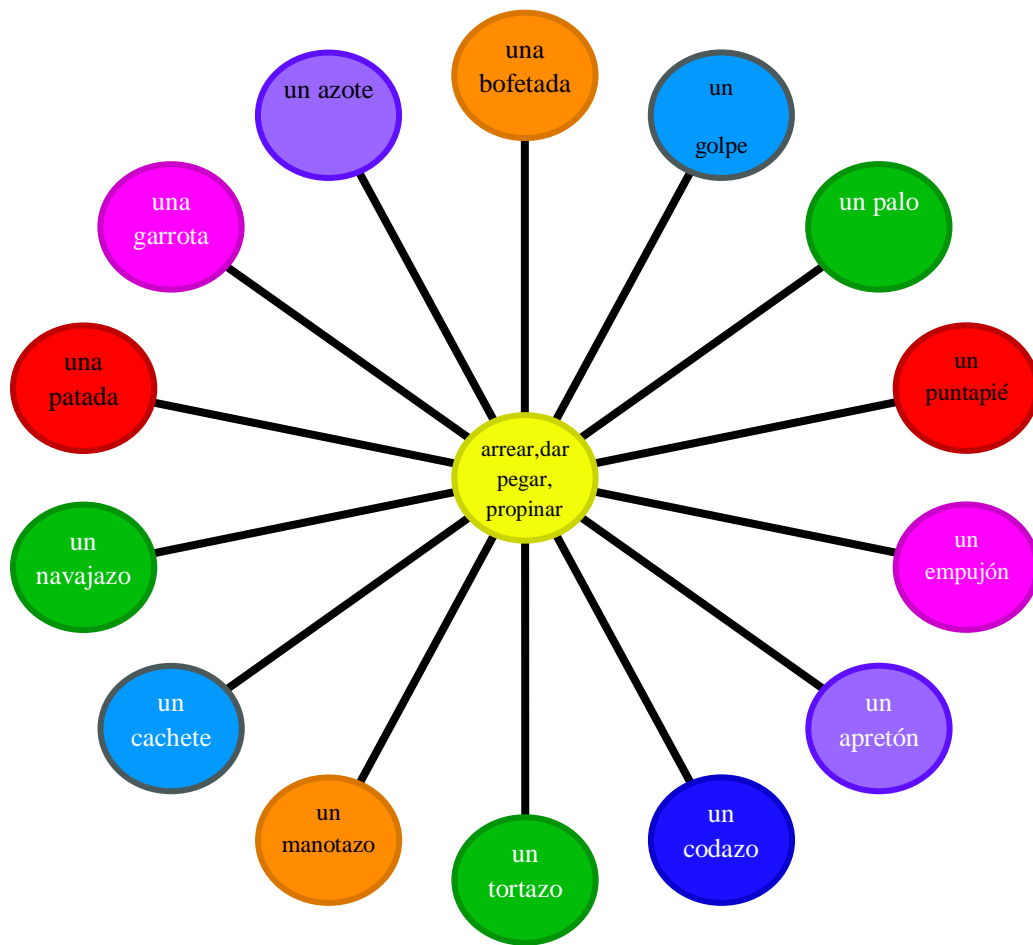 una
bofetada
un
golpe
un palo
un
puntapié
un
empujón
un
apretón
un
codazo
un
tortazo
un
manotazo
un
cachete
un
navajazo
una
patada
una
garrota
un azote
arrear,dar
pegar,
propinar